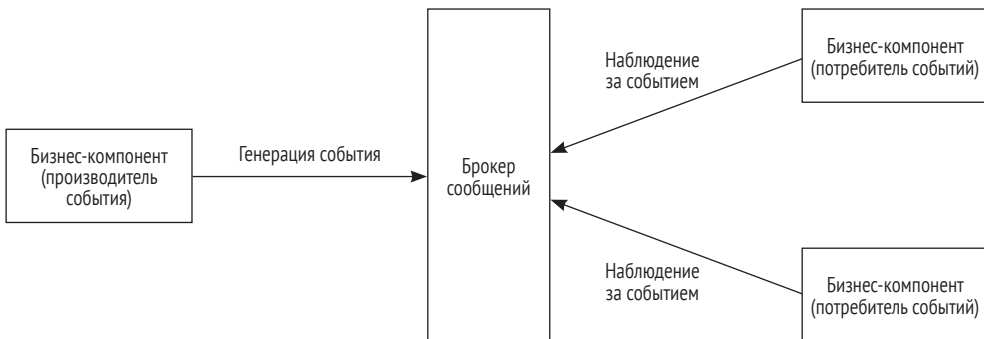 Бизнес-компонент
(производитель
события)
Генерация события
Брокер
сообщений
Наблюдение
за событием
Бизнес-компонент
(потребитель событий)
Наблюдение
за событием
Бизнес-компонент
(потребитель событий)